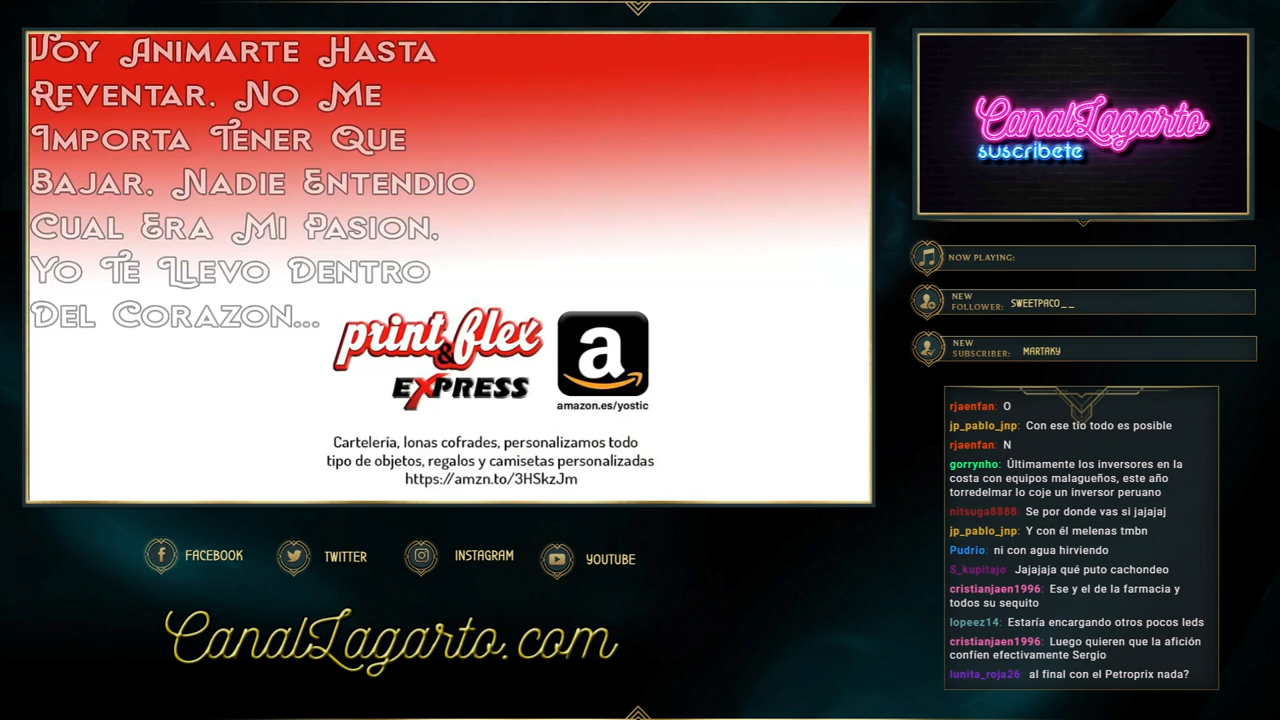 Voy Animarte Hasta
Reventar. No Me
Importa Tener Que
Bajar, Nadie Entendio
Cual Era Mi Pasion,
Yo Te Llevo Dentro
Del Corazon...
print & flex
EXPRESS
a
amazon.es/yostic
Cartelería, lonas cofrades, personalizamos todo
tipo de objetos, regalos y camisetas personalizadas
https://amzn.to/3HSkzJm
FACEBOOK
TWITTER
INSTAGRAM
YOUTUBE
CanalLagarto.com
CanalLagarto
suscribete
NOW PLAYING:
NEW
FOLLOWER: SWEETPACO__
NEW
SUBSCRIBER: MARTAKY
rjaenfan: O
jp_pablo_jnp: Con ese tío todo es posible
rjaenfan: N
gorrynho: Últimamente los inversores en la
costa con equipos malagueños, este año
torredelmar lo coje un inversor peruano
nitsuga8888: Se por donde vas si jajajaj
jp_pablo_jnp: Y con él melenas tmbn
Pudrio: ni con agua hirviendo
S_kupitajo: Jajajaja qué puto cachondeo
cristianjaen1996: Ese y el de la farmacia y
todos su sequito
lopeez14: Estaría encargando otros pocos leds
cristianjaen1996: Luego quieren que la afición
confíen efectivamente Sergio
lunita_roja26: al final con el Petroprix nada?